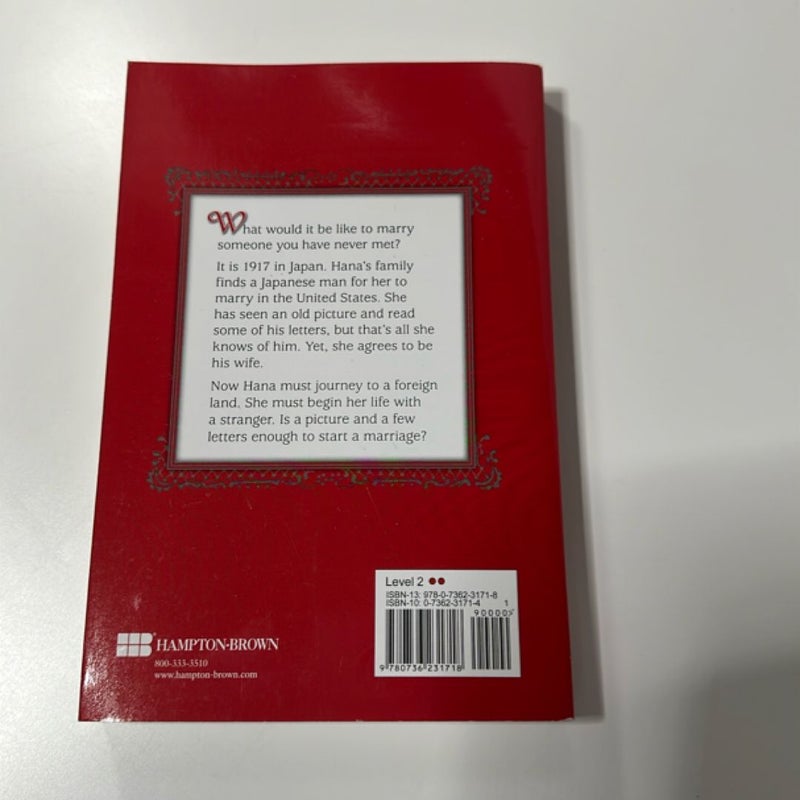 What would it be like to marry
someone you have never met?
It is 1917 in Japan. Hana's family
finds a Japanese man for her to
marry in the United States. She
has seen an old picture and read
some of his letters, but that's all she
knows of him. Yet, she agrees to be
his wife.
Now Hana must journey to a foreign
land. She must begin her life with
a stranger. Is a picture and a few
letters enough to start a marriage?
Level 2
ISBN-13: 978-0-7362-3171-8
ISBN-10: 0-7362-3171-4 1
90000>
9 780736 231718
HAMPTON-BROWN
800-333-3510
www.hampton-brown.com